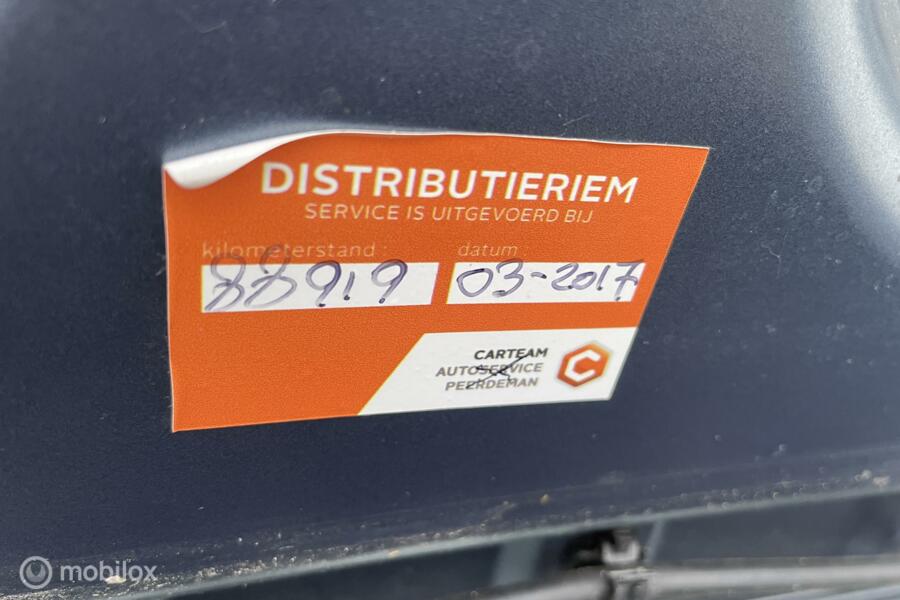 DISTRIBUTIERIEM
SERVICE IS UITGEVOERD BIJ
kilometerstand : datum :
88919 03-2017
CARTEAM
AUTOSERVICE
PEERDEMAN
mobilox